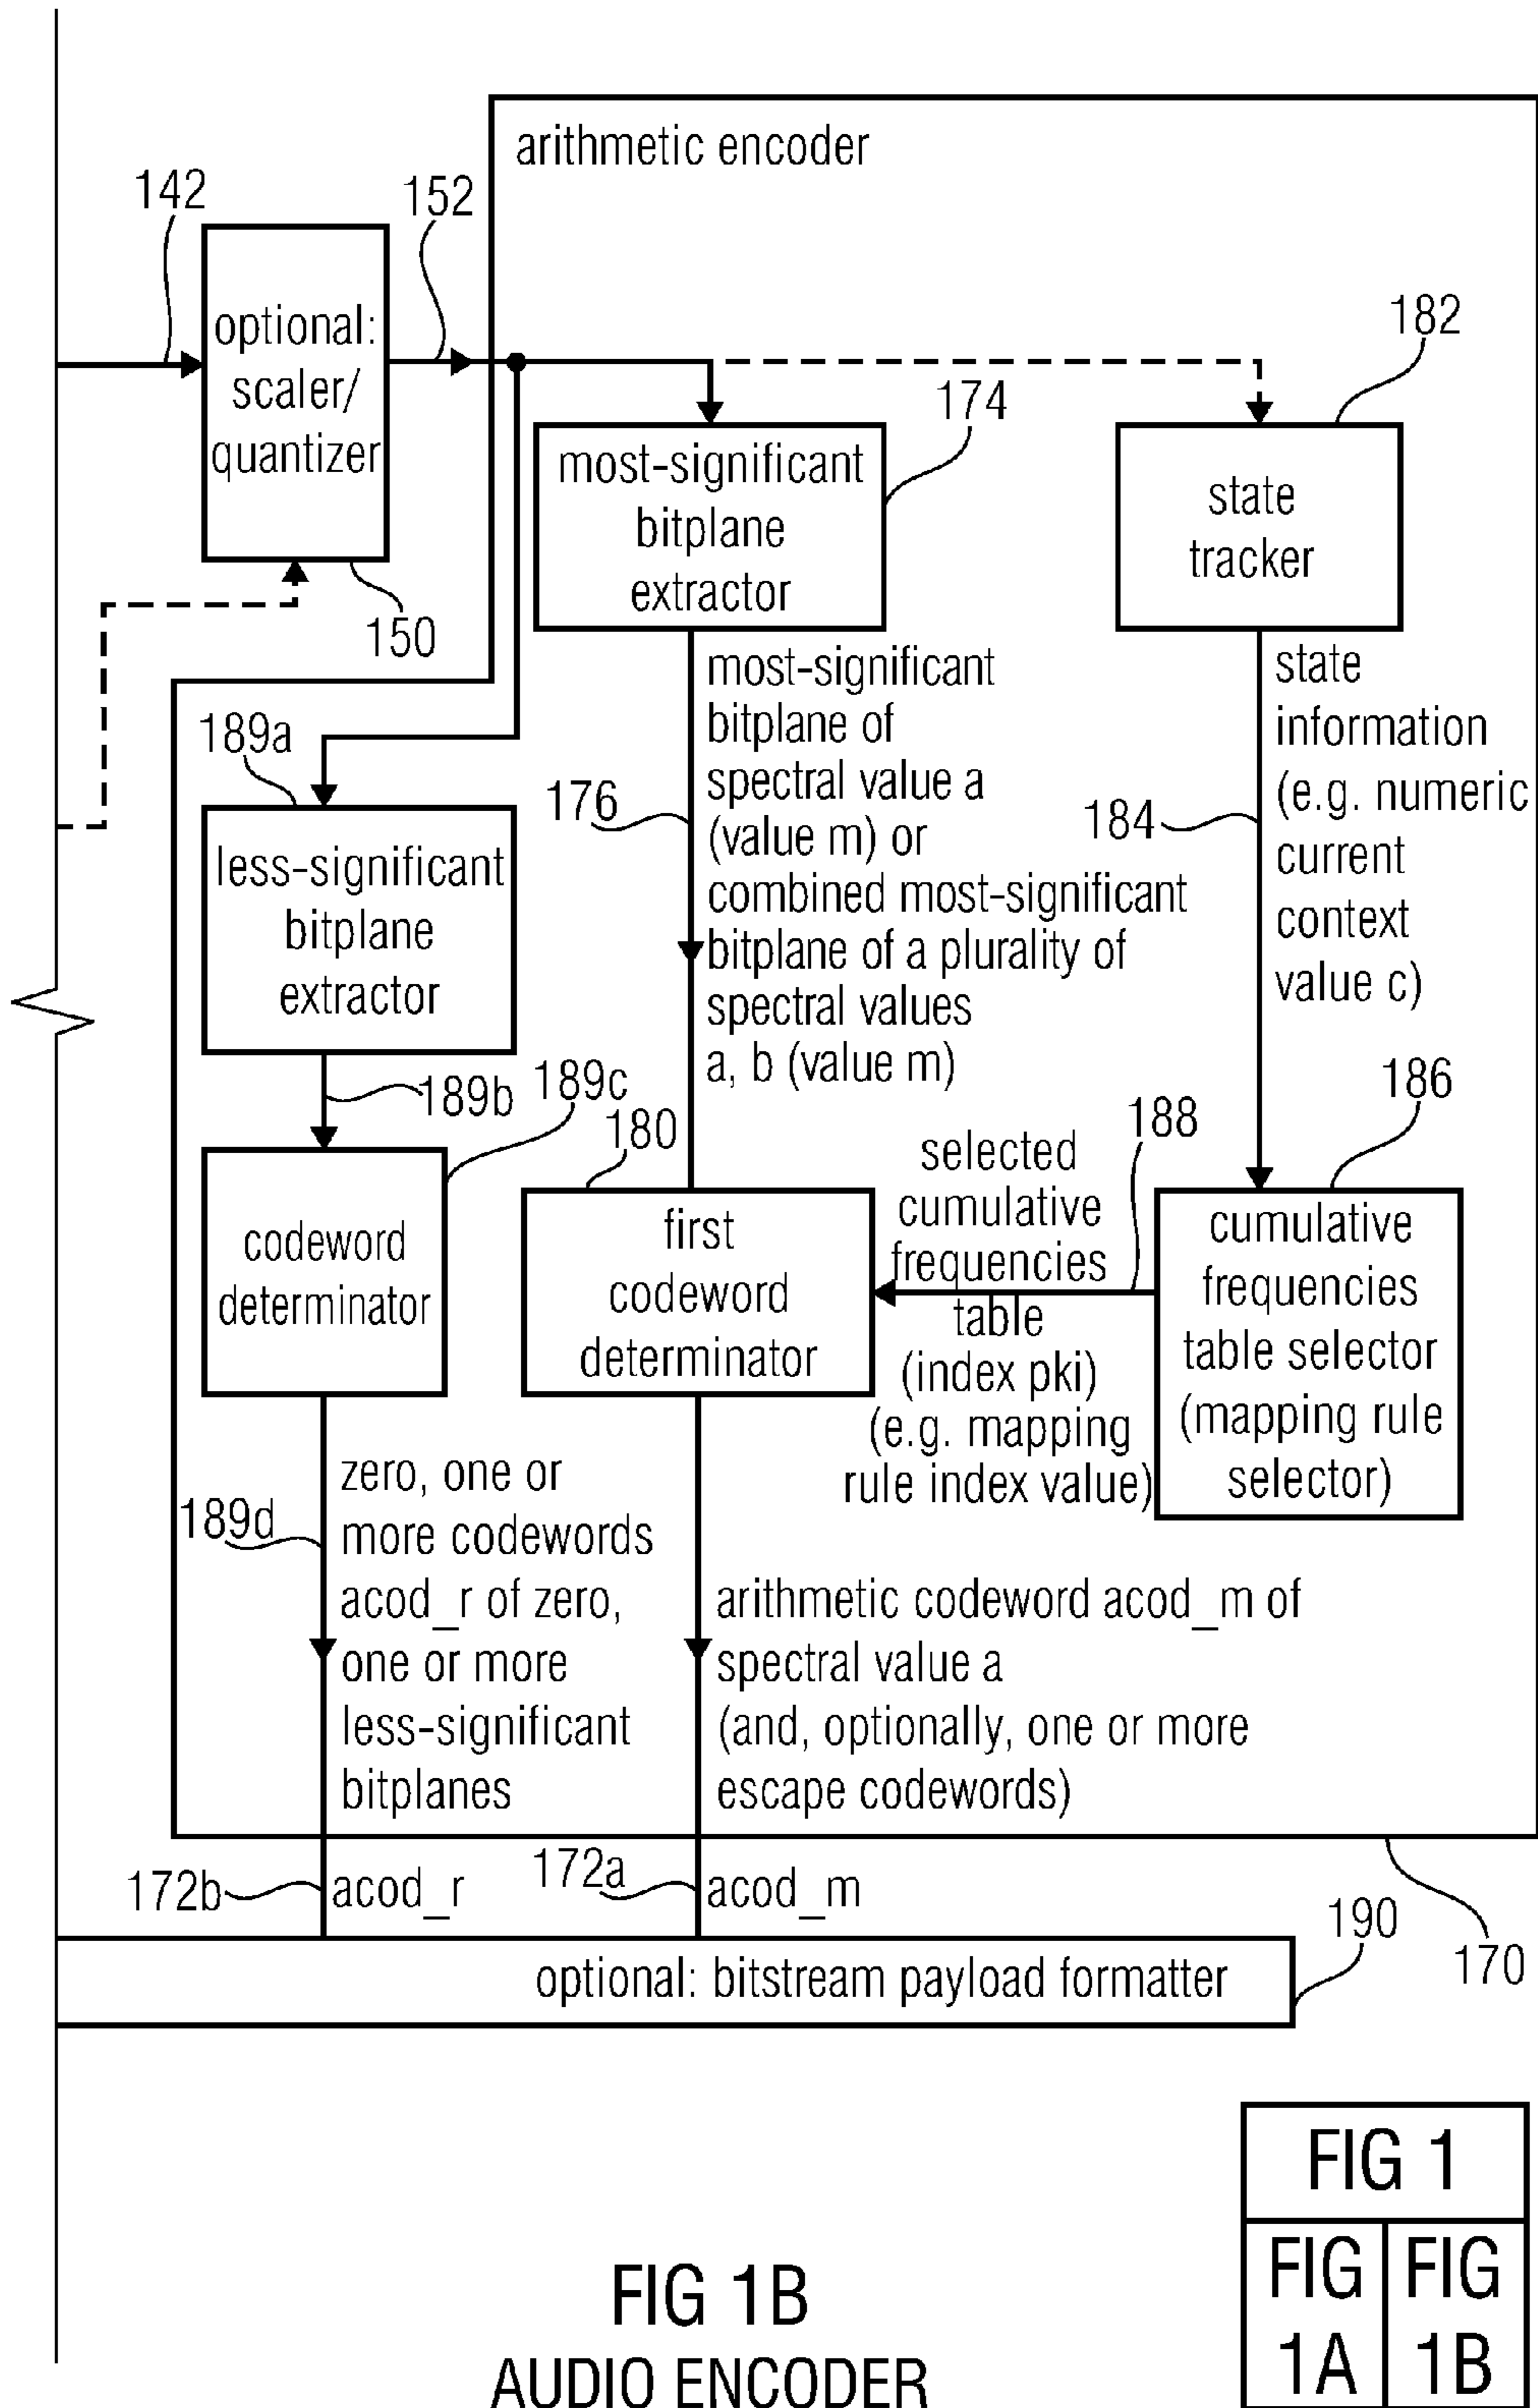 arithmetic encoder
142
152
optional:
scaler/
quantizer
150
182
174
most-significant
bitplane
extractor
state
tracker
most-significant
bitplane of
spectral value a
(value m) or
combined most-significant
bitplane of a plurality of
spectral values
a, b (value m)
176
state
information
(e.g. numeric
current
context
value c)
184
189a
less-significant
bitplane
extractor
189b
189c
180
188
186
codeword
determinator
first
codeword
determinator
selected
cumulative
frequencies
table
(index pki)
(e.g. mapping
rule index value)
cumulative
frequencies
table selector
(mapping rule
selector)
189d
zero, one or
more codewords
acod_r of zero,
one or more
less-significant
bitplanes
arithmetic codeword acod_m of
spectral value a
(and, optionally, one or more
escape codewords)
172b
acod_r
172a
acod_m
190
170
optional: bitstream payload formatter
FIG 1B
AUDIO ENCODER
FIG 1
FIG
1A
FIG
1B